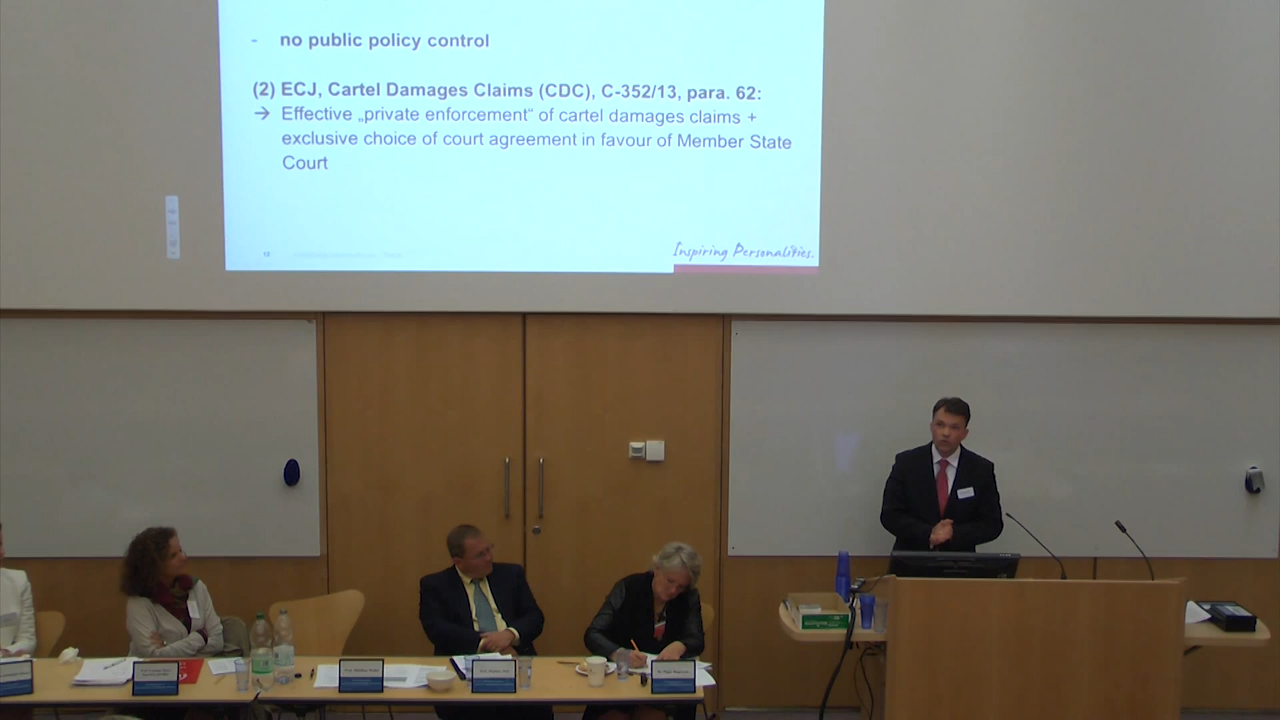 - no public policy control
(2) ECJ, Cartel Damages Claims (CDC), C-352/13, para. 62:
→ Effective „private enforcement“ of cartel damages claims +
exclusive choice of court agreement in favour of Member State
Court
12
Inspiring Personalities.